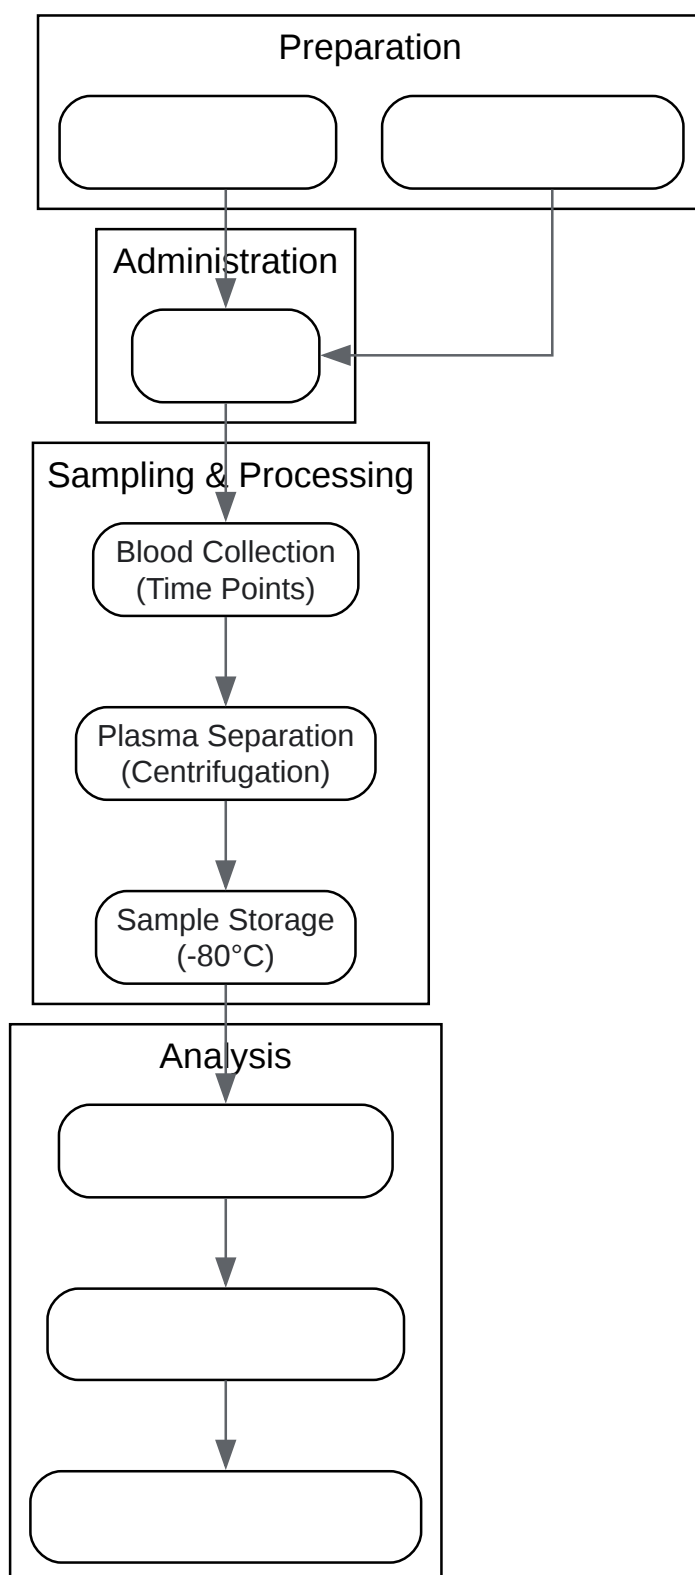 Preparation
Administration
Sampling & Processing
Blood Collection
(Time Points)
Plasma Separation
(Centrifugation)
Sample Storage
(-80°C)
Analysis